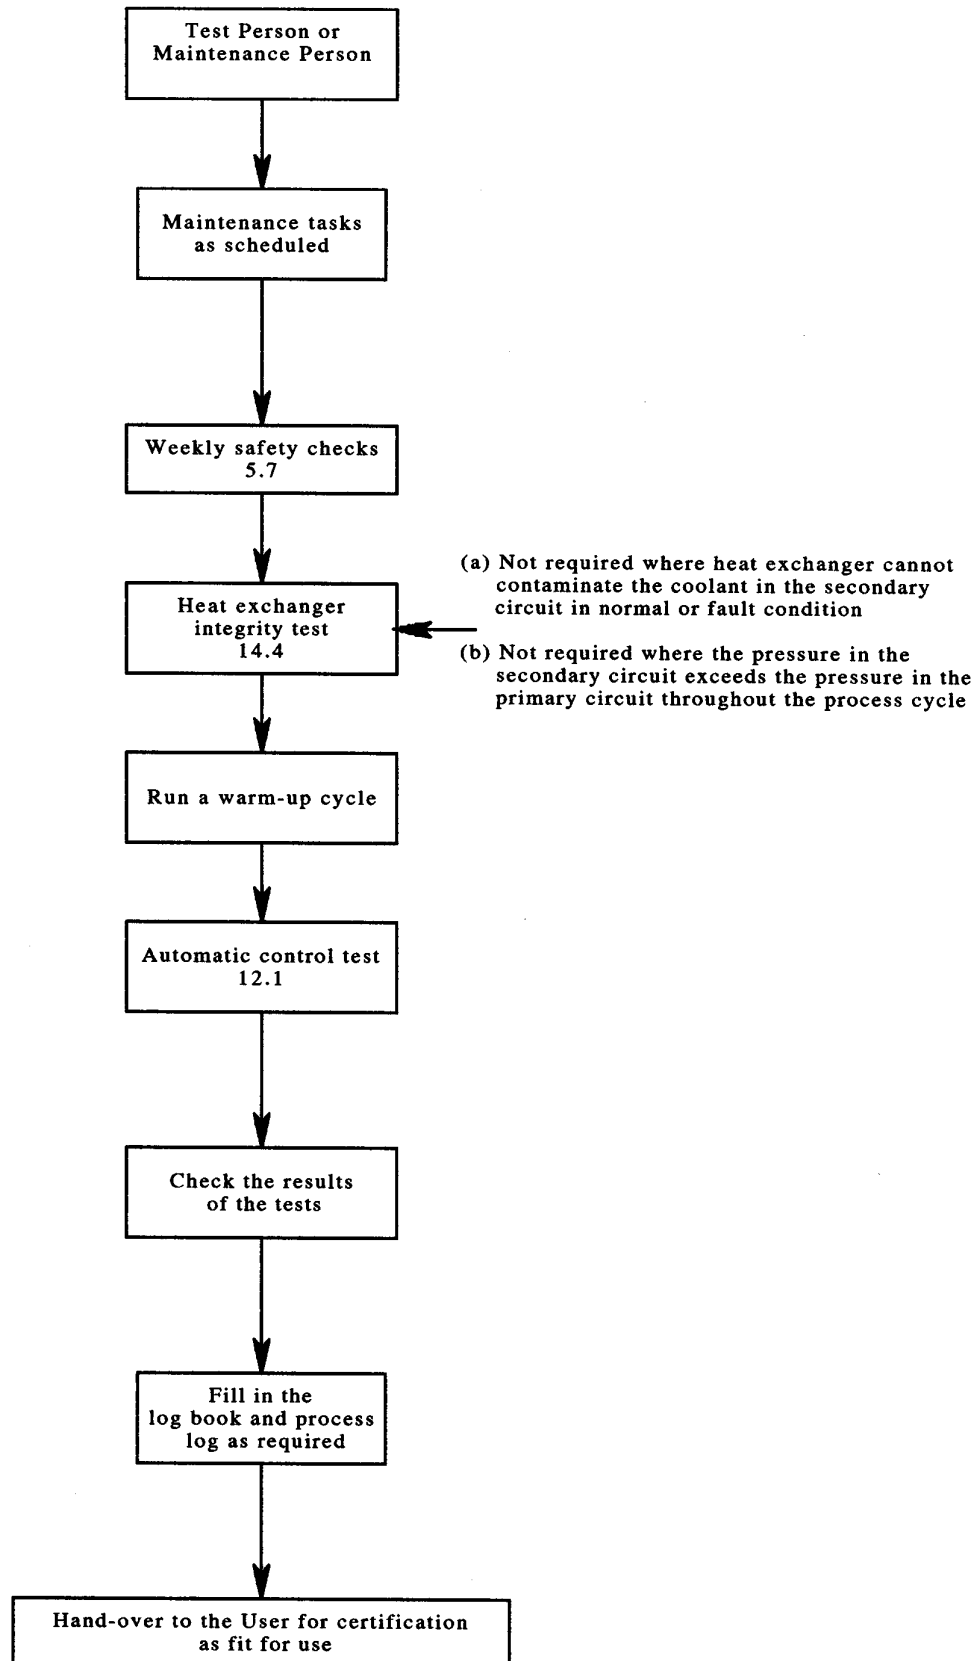 Test Person or
Maintenance Person
Maintenance tasks
as scheduled
Weekly safety checks
5.7
Heat exchanger
integrity test
14.4
(a) Not required where heat exchanger cannot
contaminate the coolant in the secondary
circuit in normal or fault condition
(b) Not required where the pressure in the
secondary circuit exceeds the pressure in the
primary circuit throughout the process cycle
Run a warm-up cycle
Automatic control test
12.1
Check the results
of the tests
Fill in the
log book and process
log as required
Hand-over to the User for certification
as fit for use